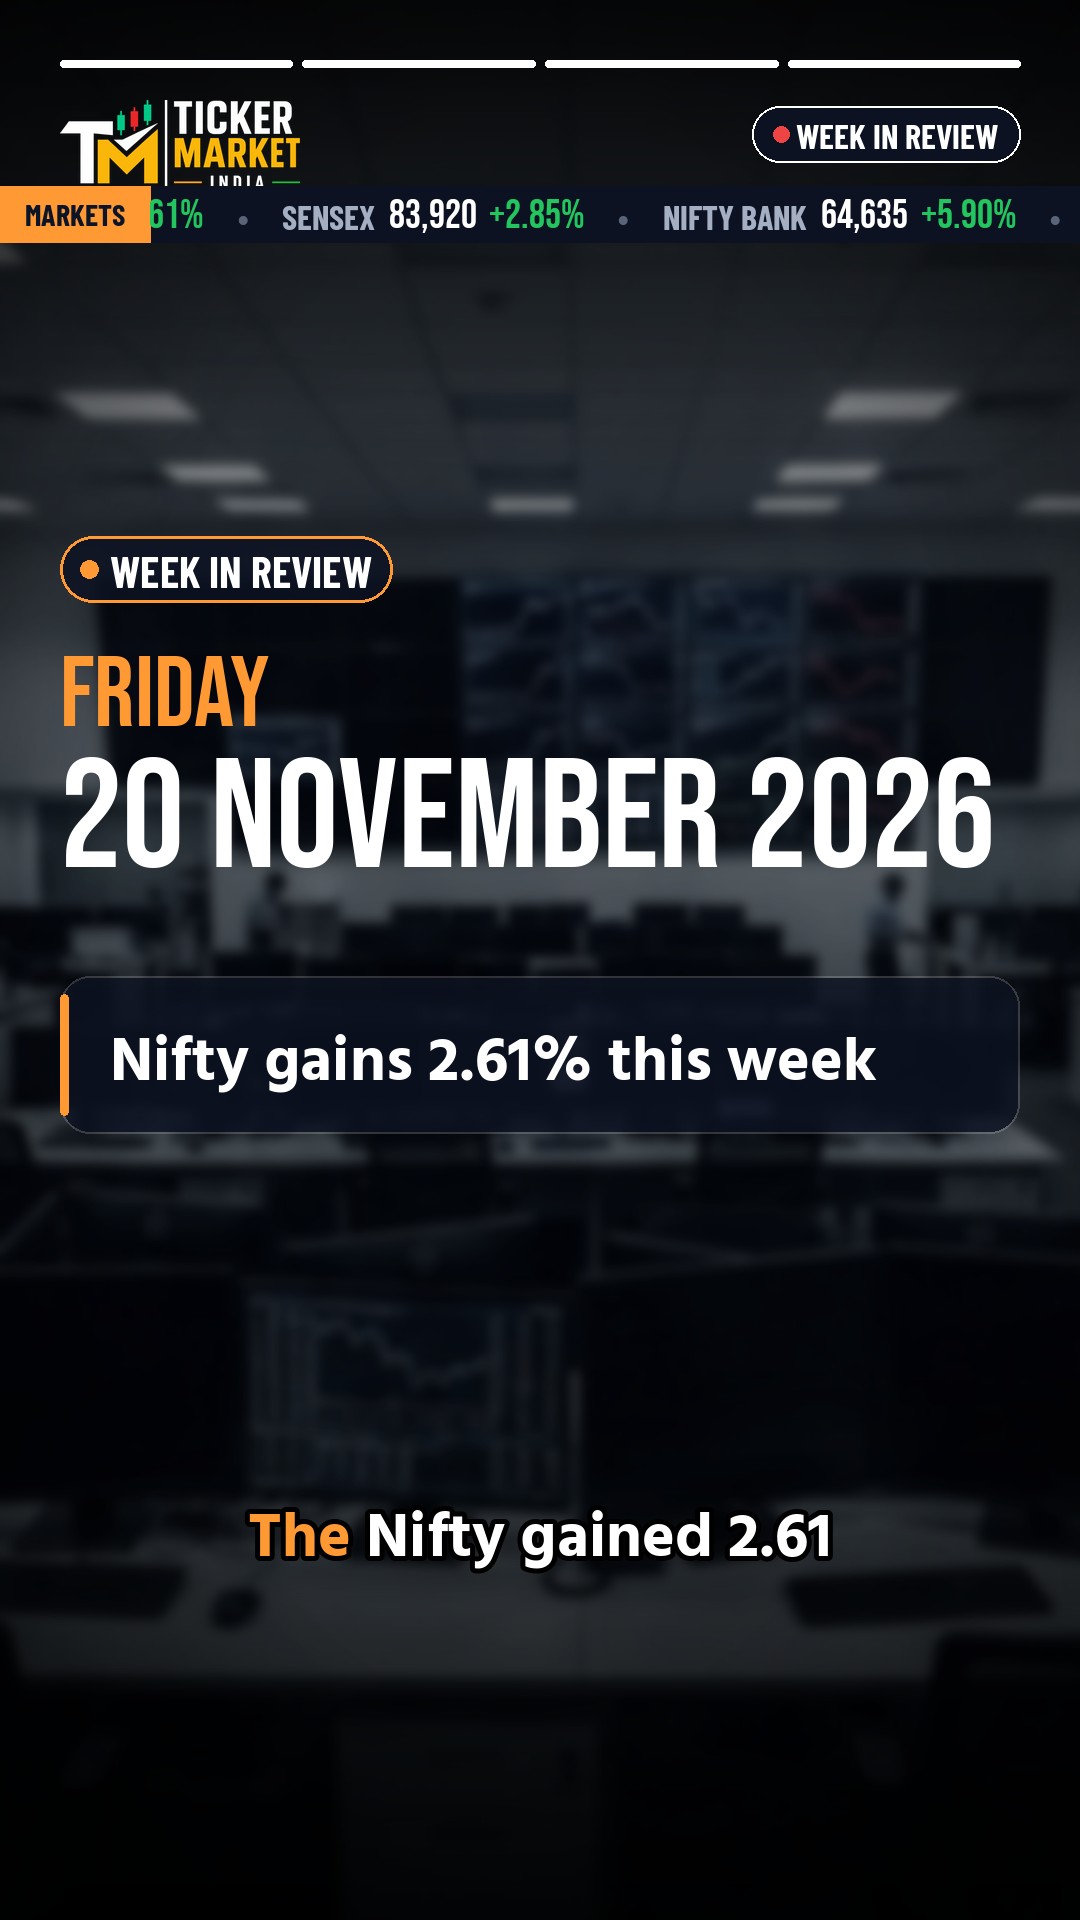 TICKER
MARKET
INDIA
WEEK IN REVIEW
MARKETS 61% • SENSEX 83,920 +2.85% • NIFTY BANK 64,635 +5.90% •
WEEK IN REVIEW
FRIDAY
20 NOVEMBER 2026
Nifty gains 2.61% this week
The Nifty gained 2.61